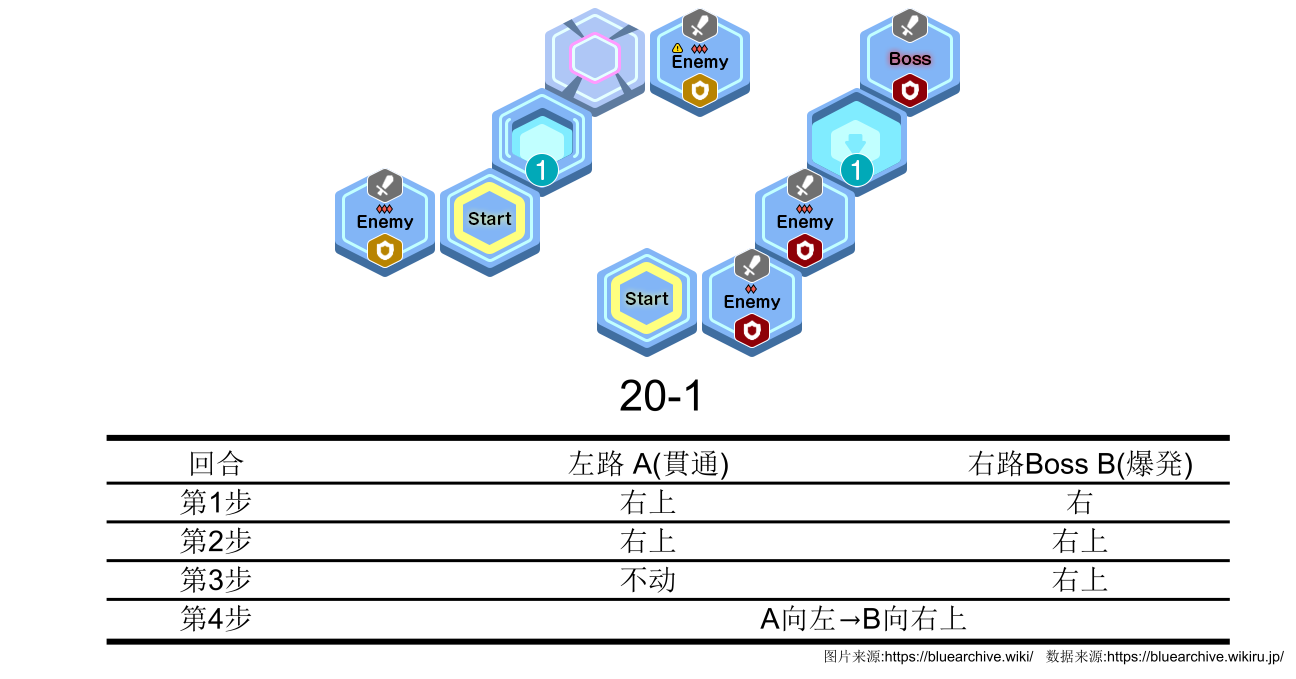 Enemy
Boss
1
1
Enemy
Start
Enemy
Start
Enemy
20-1
回合 左路 A(貫通) 右路Boss B(爆発)
第1步 右上 右
第2步 右上 右上
第3步 不动 右上
第4步 A向左→B向右上
图片来源:https://bluearchive.wiki/ 数据来源:https://bluearchive.wikiru.jp/